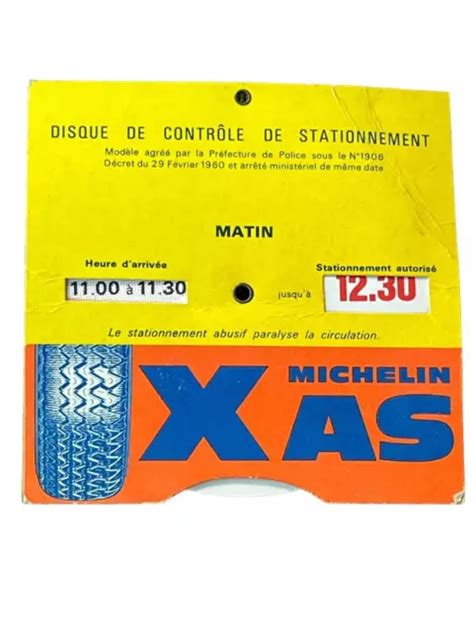 DISQUE DE CONTRÔLE DE STATIONNEMENT
Modèle agréé par la Préfecture de Police sous le N°1906
Décret du 29 Février 1960 et arrêté ministériel de même date
MATIN
Heure d'arrivée
Stationnement autorisé
11.00 à 11.30
jusqu'à
12.30
Le stationnement abusif paralyse la circulation.
MICHELIN
XAS